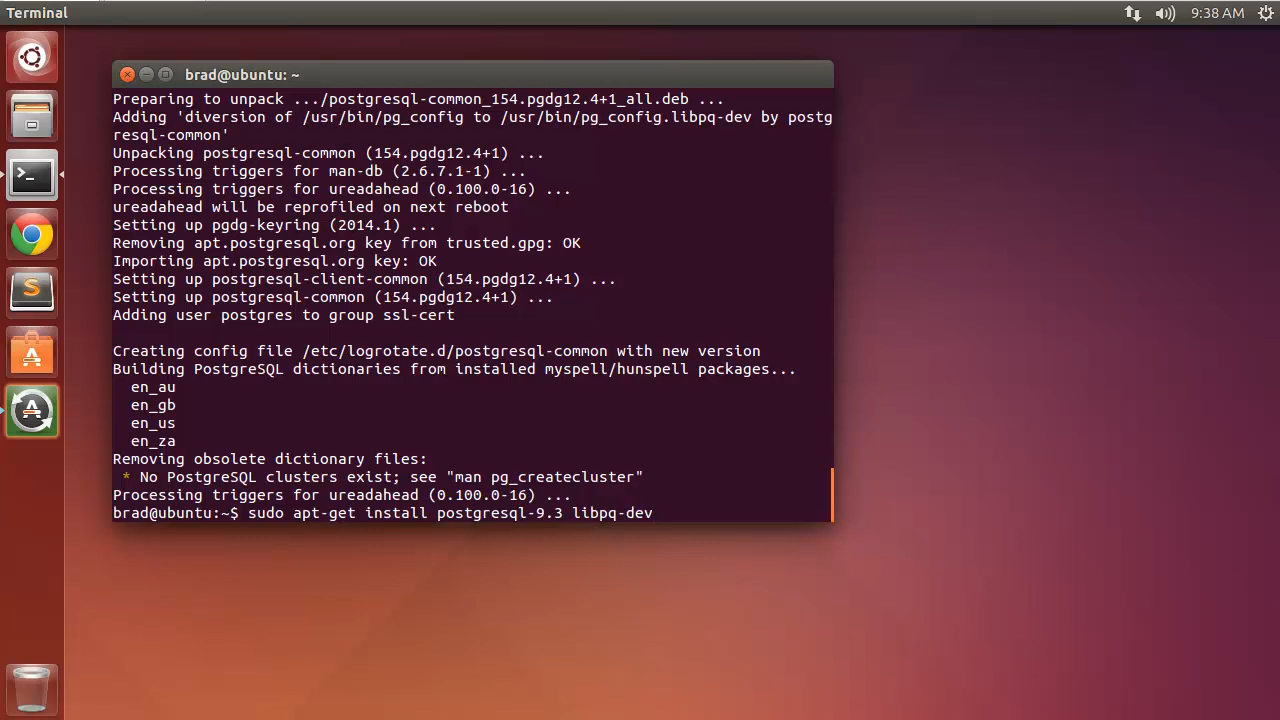 Terminal
9:38 AM
brad@ubuntu: ~
Preparing to unpack .../postgresql-common_154.pgdg12.4+1_all.deb ...
Adding 'diversion of /usr/bin/pg_config to /usr/bin/pg_config.libpq-dev by postg
resql-common'
Unpacking postgresql-common (154.pgdg12.4+1) ...
Processing triggers for man-db (2.6.7.1-1) ...
Processing triggers for ureadahead (0.100.0-16) ...
ureadahead will be reprofiled on next reboot
Setting up pgdg-keyring (2014.1) ...
Removing apt.postgresql.org key from trusted.gpg: OK
Importing apt.postgresql.org key: OK
Setting up postgresql-client-common (154.pgdg12.4+1) ...
Setting up postgresql-common (154.pgdg12.4+1) ...
Adding user postgres to group ssl-cert
Creating config file /etc/logrotate.d/postgresql-common with new version
Building PostgreSQL dictionaries from installed myspell/hunspell packages...
en_au
en_gb
en_us
en_za
Removing obsolete dictionary files:
* No PostgreSQL clusters exist; see "man pg_createcluster"
Processing triggers for ureadahead (0.100.0-16) ...
brad@ubuntu:~$ sudo apt-get install postgresql-9.3 libpq-dev